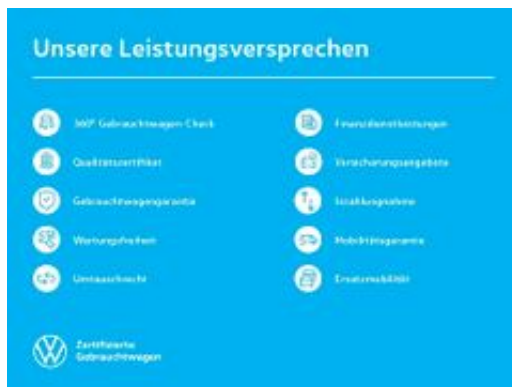 Unsere Leistungsversprechen
360° Gebrauchtwagen-Check
Qualitätszertifikat
Gebrauchtwagengarantie
Wartungsfreiheit
Umtauschrecht
Finanzdienstleistungen
Versicherungsangebote
Inzahlungnahme
Mobilitätsgarantie
Ersatzmobilität
Zertifizierte
Gebrauchtwagen